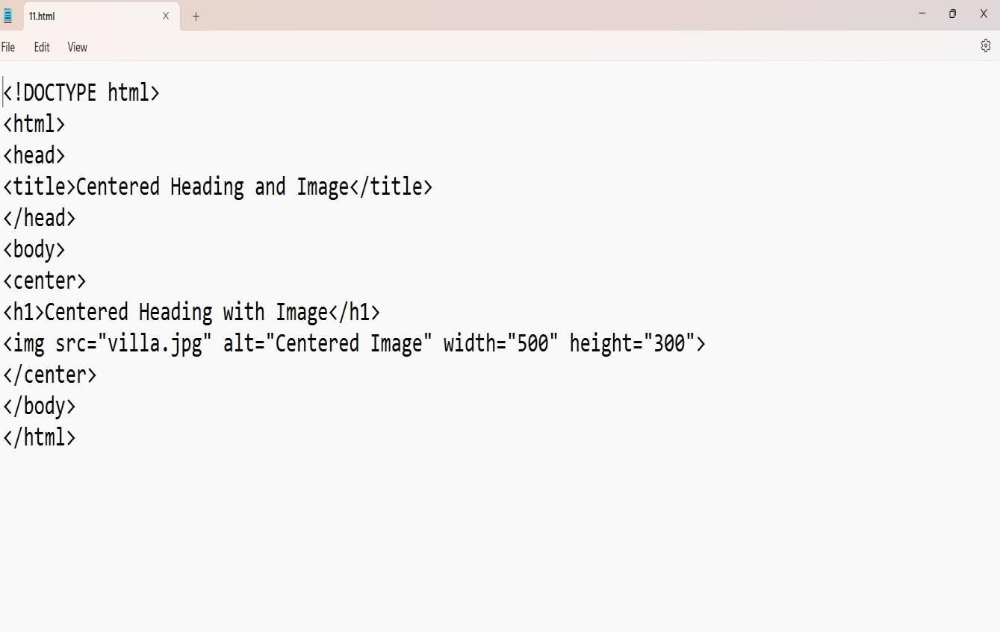 11.html
File Edit View
<!DOCTYPE html>
<html>
<head>
<title>Centered Heading and Image</title>
</head>
<body>
<center>
<h1>Centered Heading with Image</h1>
<img src="villa.jpg" alt="Centered Image" width="500" height="300">
</center>
</body>
</html>